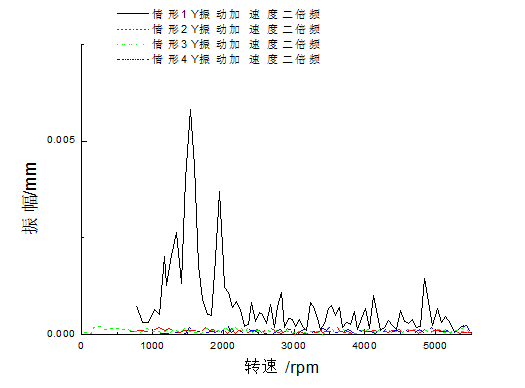 情形1 Y振动加速度二倍频
情形2 Y振动加速度二倍频
情形3 Y振动加速度二倍频
情形4 Y振动加速度二倍频
0.005
振幅/mm
0.000
0 1000 2000 3000 4000 5000
转速 /rpm